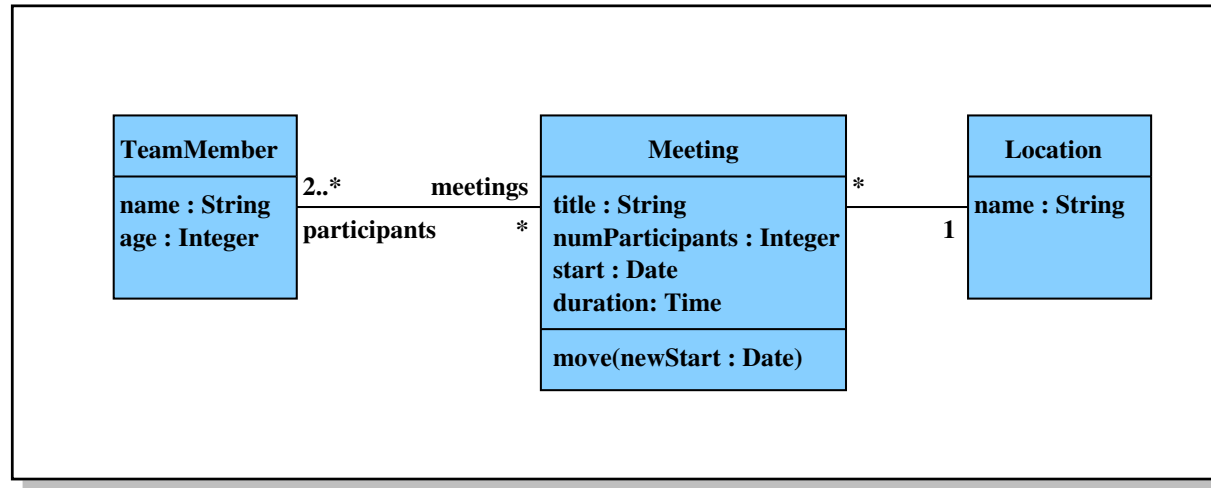 TeamMember
name : String
age : Integer
2..*
participants
meetings
*
Meeting
title : String
numParticipants : Integer
start : Date
duration: Time
move(newStart : Date)
*
1
Location
name : String